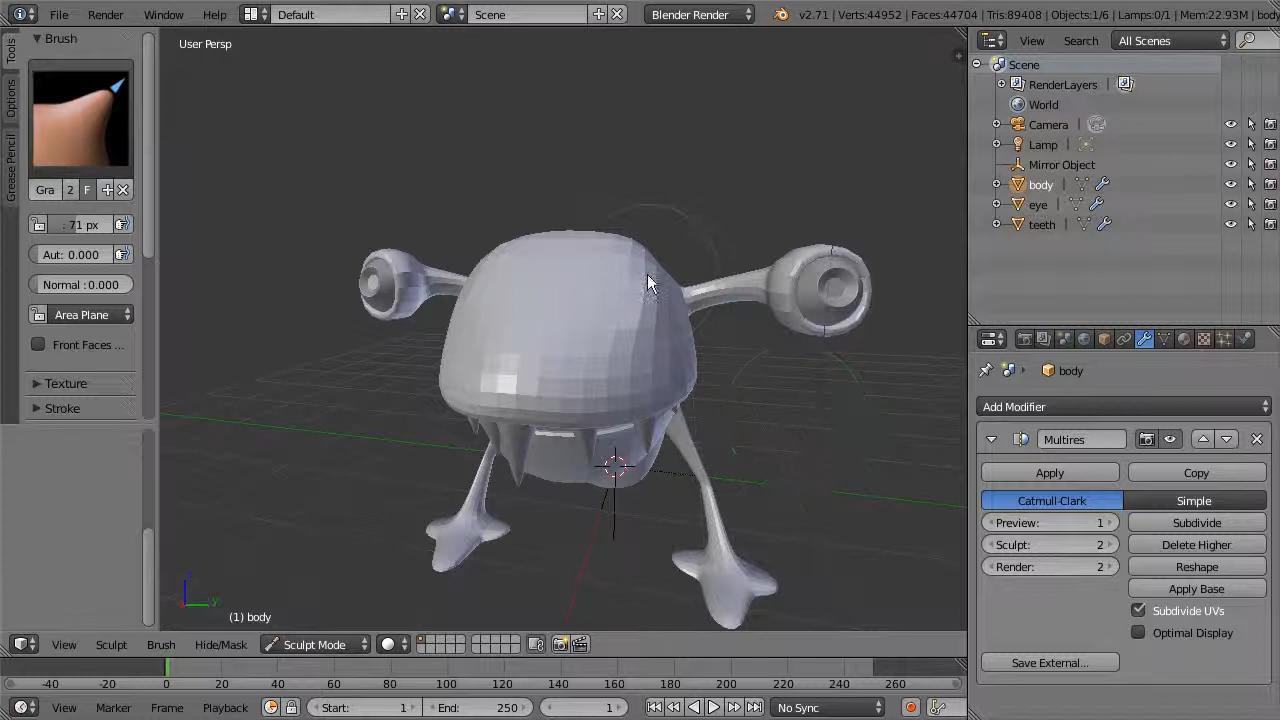 File Render Window Help Default Scene Blender Render v2.71 | Verts:44952 | Faces:44704 | Tris:89408 | Objects:1/6 | Lamps:0/1 | Mem:22.93M | body
Brush
User Persp
View Search All Scenes
Scene
RenderLayers
World
Camera
Lamp
Mirror Object
body
eye
teeth
Tools
Options
Grease Pencil
Gra 2 F
: 71 px
Aut: 0.000
Normal : 0.000
Area Plane
Front Faces ...
Texture
Stroke
body
Add Modifier
Multires
Apply Copy
Catmull-Clark Simple
Preview: 1 Subdivide
Sculpt: 2 Delete Higher
Render: 2 Reshape
Apply Base
Subdivide UVs
Optimal Display
Save External...
(1) body
View Sculpt Brush Hide/Mask Sculpt Mode
-40 -20 0 20 40 60 80 100 120 140 160 180 200 220 240 260
View Marker Frame Playback Start: 1 End: 250 1 No Sync